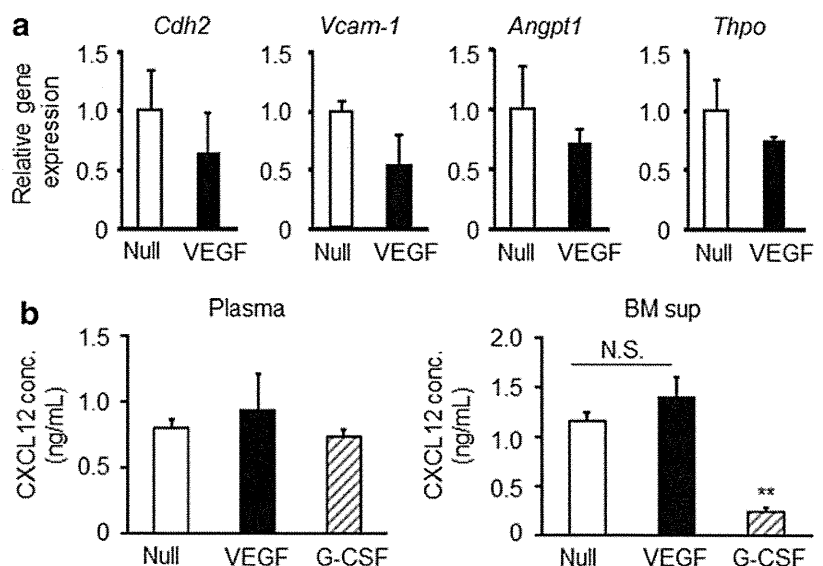 a
Cdh2
Vcam-1
Angpt1
Thpo
Relative gene
expression
1.5
1.0
0.5
0
Null
VEGF
1.5
1.0
0.5
0
Null
VEGF
1.5
1.0
0.5
0
Null
VEGF
1.5
1.0
0.5
0
Null
VEGF
b
Plasma
CXCL12 conc.
(ng/mL)
1.5
1.0
0.5
0
Null
VEGF
G-CSF
BM sup
CXCL12 conc.
(ng/mL)
2.0
1.5
1.0
0.5
0
N.S.
**
Null
VEGF
G-CSF